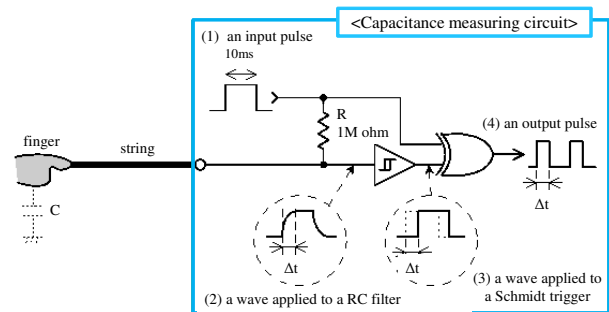 <Capacitance measuring circuit>
(1) an input pulse
10ms
R
1M ohm
(4) an output pulse
finger
string
C
Δt
Δt
Δt
(3) a wave applied to
a Schmidt trigger
(2) a wave applied to a RC filter